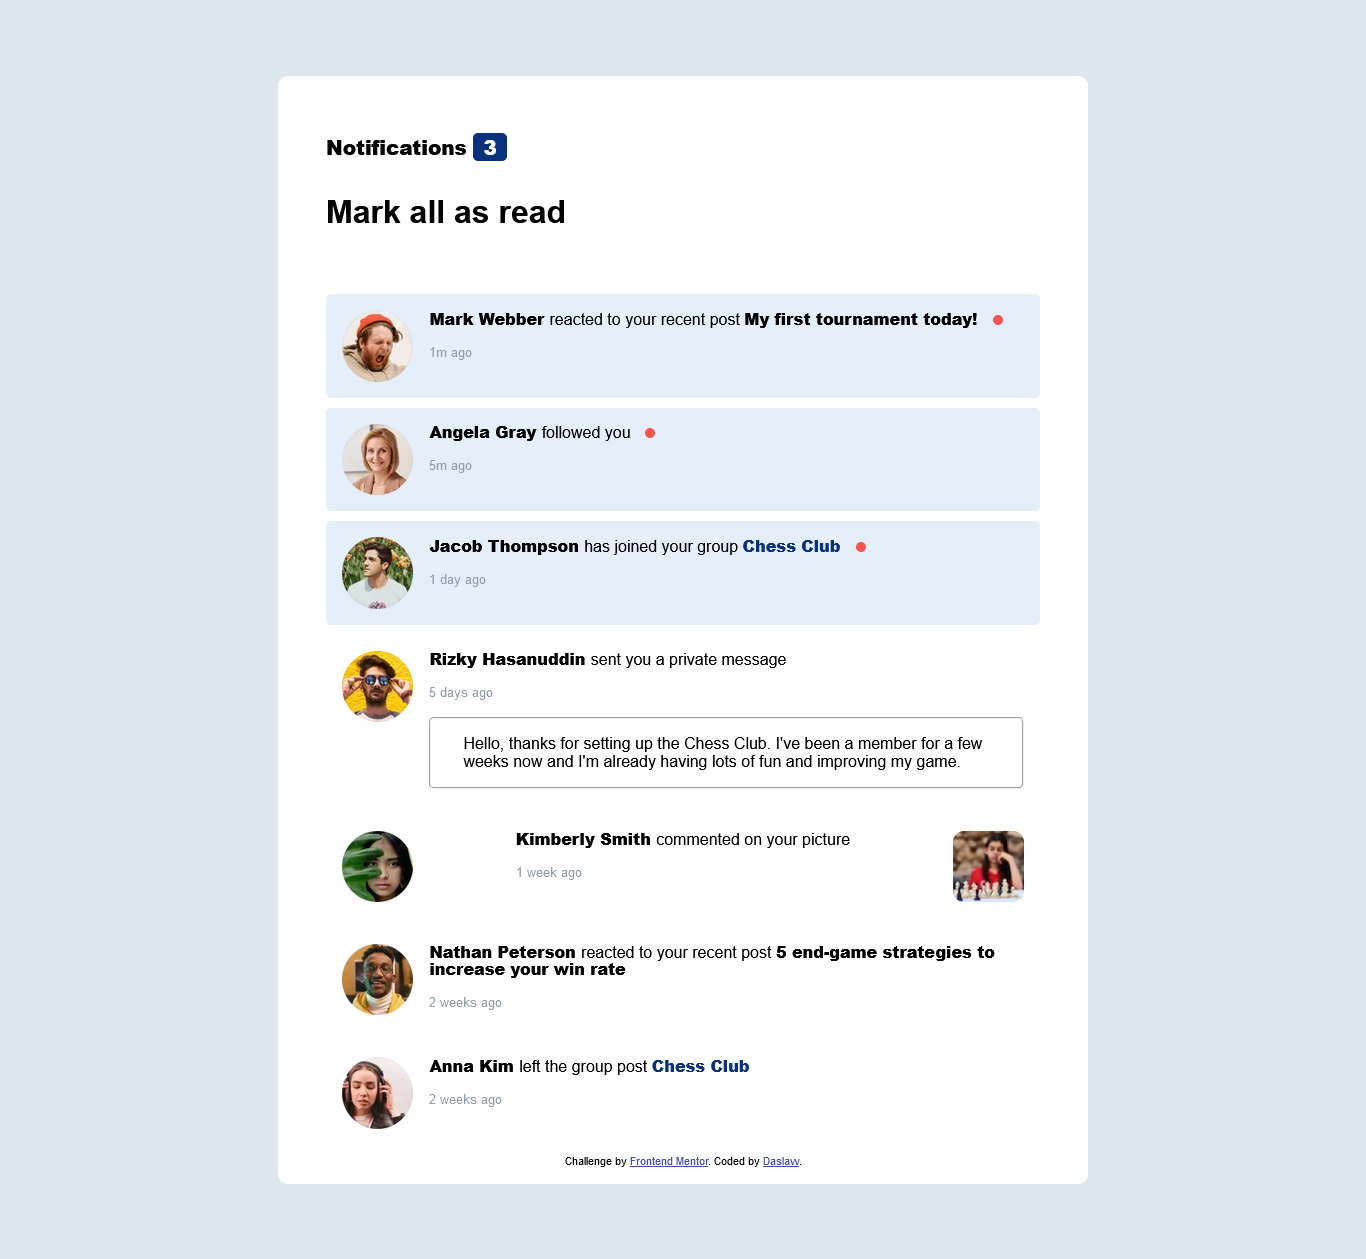 Notifications 3
Mark all as read
Mark Webber reacted to your recent post My first tournament today!
1m ago
Angela Gray followed you
5m ago
Jacob Thompson has joined your group Chess Club
1 day ago
Rizky Hasanuddin sent you a private message
5 days ago
Hello, thanks for setting up the Chess Club. I've been a member for a few
weeks now and I'm already having lots of fun and improving my game.
Kimberly Smith commented on your picture
1 week ago
Nathan Peterson reacted to your recent post 5 end-game strategies to
increase your win rate
2 weeks ago
Anna Kim left the group post Chess Club
2 weeks ago
Challenge by Frontend Mentor. Coded by Daslavv.